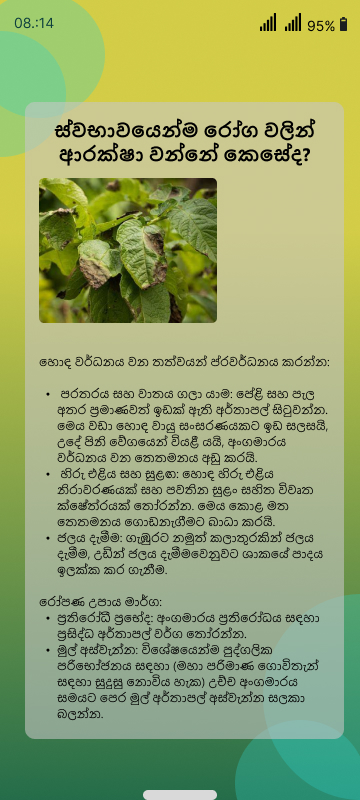 08.:14
95%
ස්වභාවයෙන්ම රෝග වලින්
ආරක්ෂා වන්නේ කෙසේද?
හොඳ වර්ධනය වන තත්වයන් ප්රවර්ධනය කරන්න:
• පරතරය සහ වාතය ගලා යාම: පේළි සහ පැල
අතර ප්‍රමාණවත් ඉඩක් ඇති අර්තාපල් සිටුවන්න.
මෙය වඩා හොඳ වායු සංසරණයකට ඉඩ සලසයි,
උදේ පිනි වේගයෙන් වියළී යයි, අංගමාරය
වර්ධනය වන තෙතමනය අඩු කරයි.
• හිරු එළිය සහ සුළඟ: හොඳ හිරු එළිය
නිරාවරණයක් සහ පවතින සුළං සහිත විවෘත
ක්ෂේත්රයක් තෝරන්න. මෙය කොළ මත
තෙතමනය ගොඩනැගීමට බාධා කරයි.
• ජලය දැමීම: ගැඹුරට නමුත් කලාතුරකින් ජලය
දැමීම, උඩින් ජලය දැමීමවෙනුවට ශාකයේ පාදය
ඉලක්ක කර ගැනීම.
රෝපණ උපාය මාර්ග:
• ප්‍රතිරෝධී ප්‍රභේද: අංගමාරය ප්‍රතිරෝධය සඳහා
ප්‍රසිද්ධ අර්තාපල් වර්ග තෝරන්න.
• මුල් අස්වැන්න: විශේෂයෙන්ම පුද්ගලික
පරිභෝජනය සඳහා (මහා පරිමාණ ගොවිතැන්
සඳහා සුදුසු නොවිය හැක) උච්ච අංගමාරය
සමයට පෙර මුල් අර්තාපල් අස්වැන්න සලකා
බලන්න.